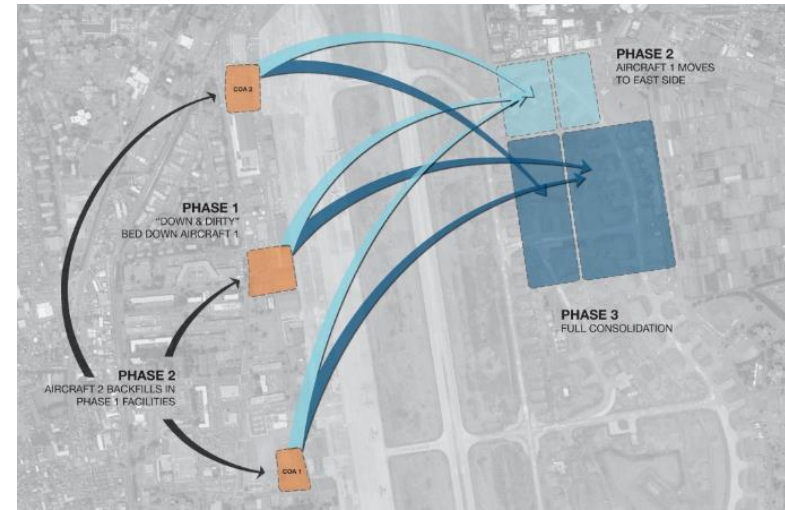 COA 2
PHASE 2
AIRCRAFT 1 MOVES
TO EAST SIDE
PHASE 1
"DOWN & DIRTY"
BED DOWN AIRCRAFT 1
PHASE 3
FULL CONSOLIDATION
PHASE 2
AIRCRAFT 2 BACKFILLS IN
PHASE 1 FACILITIES
COA 1